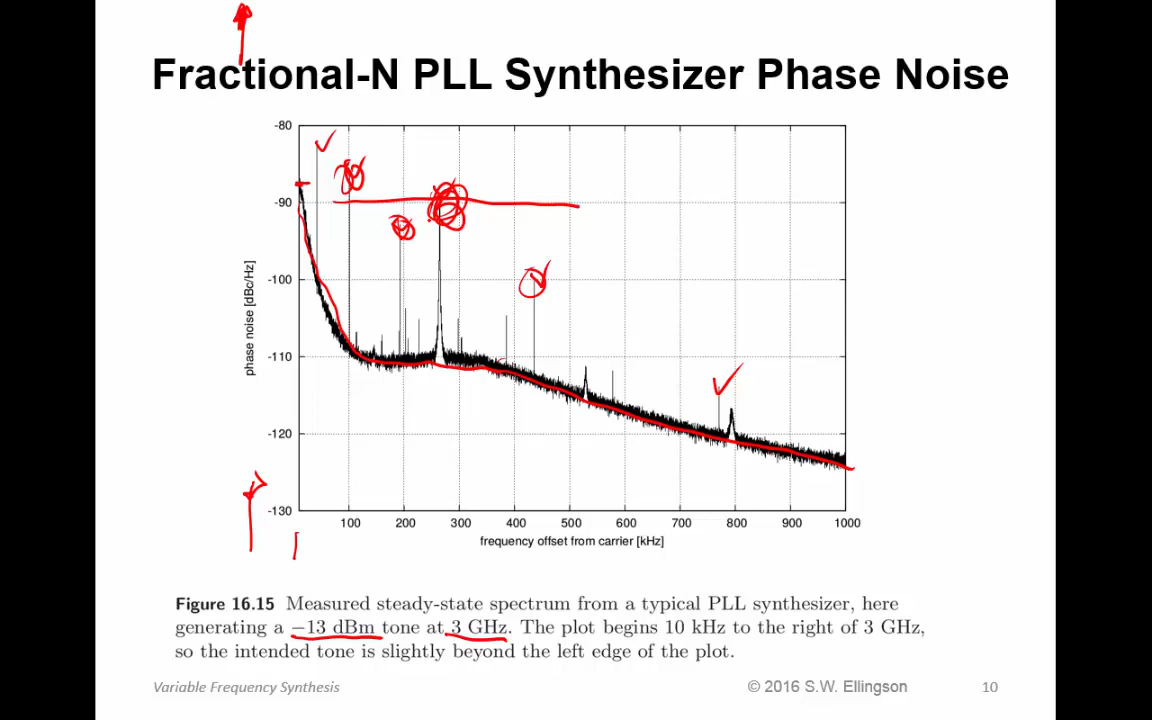 Fractional-N PLL Synthesizer Phase Noise
-80
-90
-100
-110
-120
-130
phase noise [dBc/Hz]
100 200 300 400 500 600 700 800 900 1000
frequency offset from carrier [kHz]
Figure 16.15 Measured steady-state spectrum from a typical PLL synthesizer, here
generating a −13 dBm tone at 3 GHz. The plot begins 10 kHz to the right of 3 GHz,
so the intended tone is slightly beyond the left edge of the plot.
Variable Frequency Synthesis © 2016 S.W. Ellingson 10